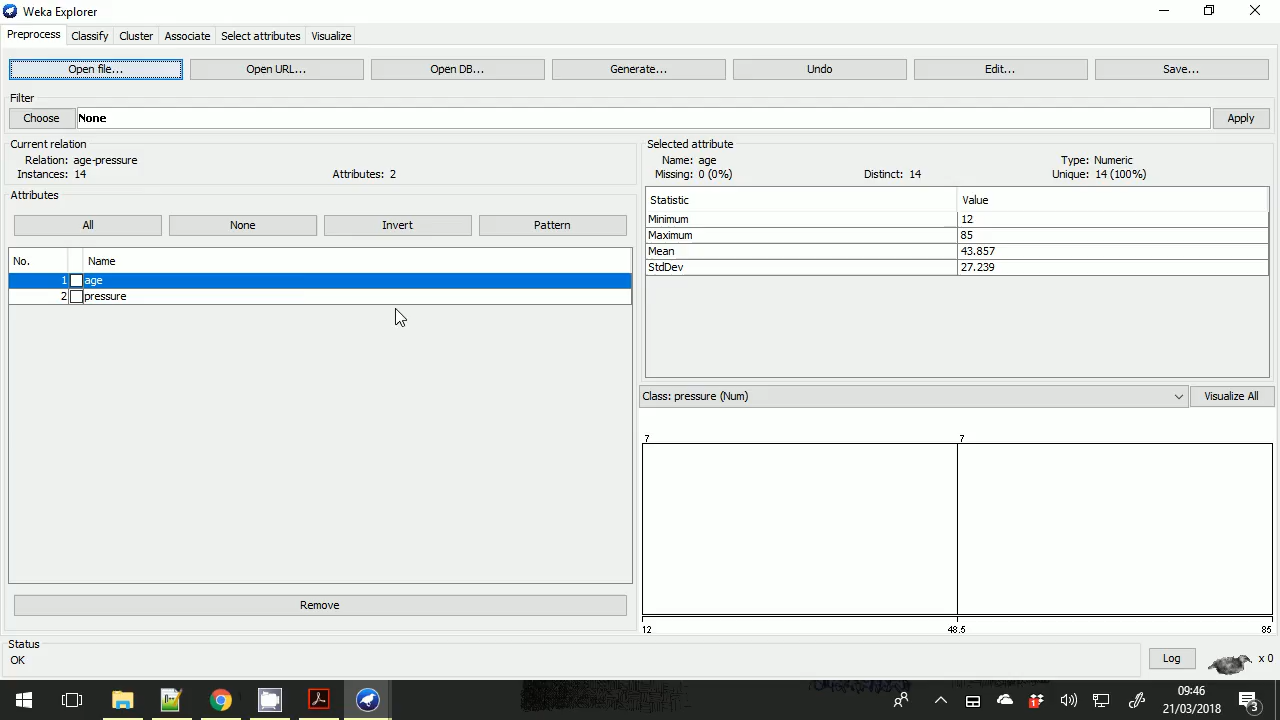 Weka Explorer
Preprocess Classify Cluster Associate Select attributes Visualize
Open file... Open URL... Open DB... Generate... Undo Edit... Save...
Filter
Choose None Apply
Current relation
Relation: age-pressure
Instances: 14 Attributes: 2
Selected attribute
Name: age Type: Numeric
Missing: 0 (0%) Distinct: 14 Unique: 14 (100%)
Attributes
All None Invert Pattern
No. Name
1 age
2 pressure
Remove
Statistic Value
Minimum 12
Maximum 85
Mean 43.857
StdDev 27.239
Class: pressure (Num) Visualize All
7 7
12 48.5 85
Status
OK
Log x 0
09:46
21/03/2018
3